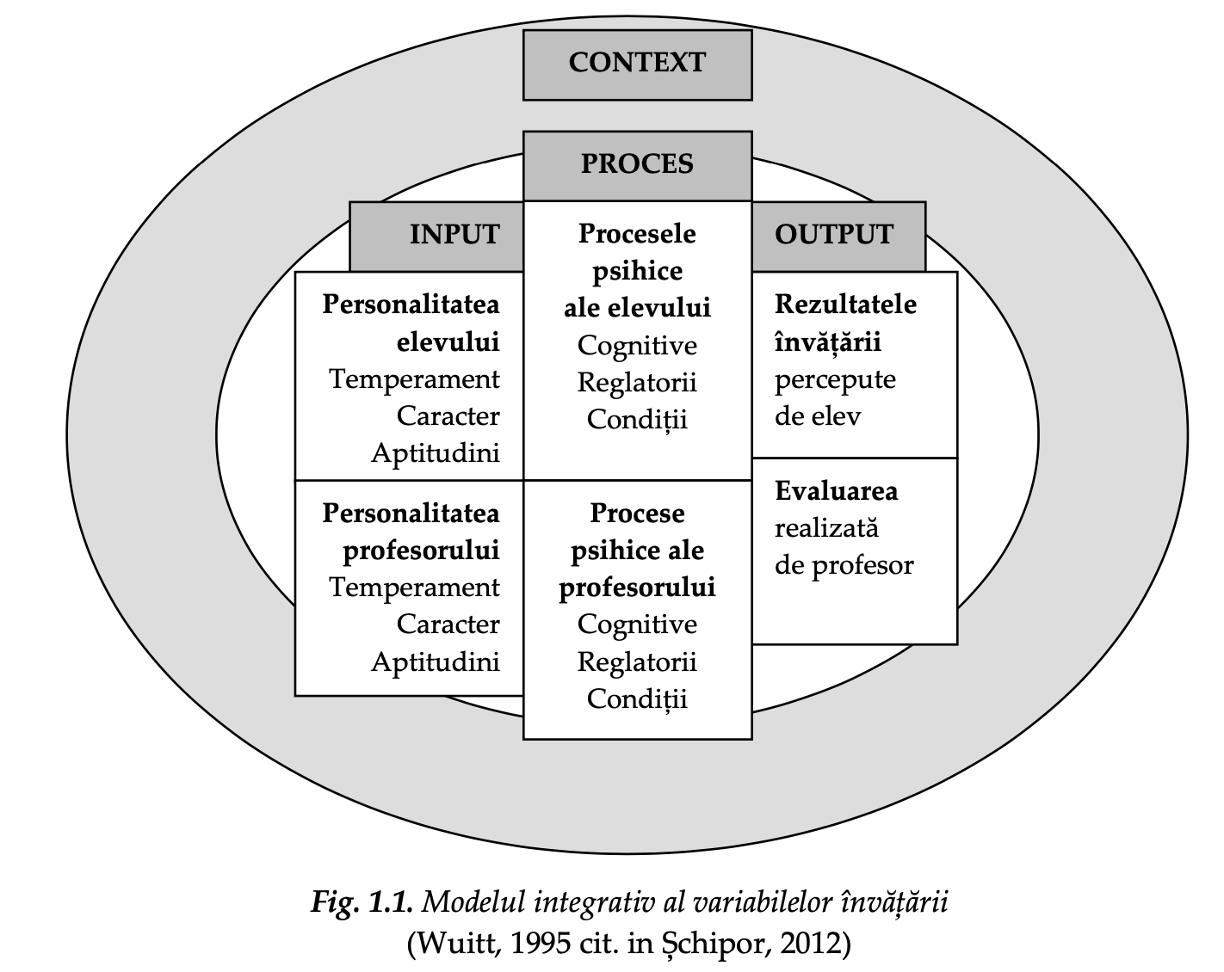 CONTEXT
PROCES
INPUT
Personalitatea
elevului
Temperament
Caracter
Aptitudini
Personalitatea
profesorului
Temperament
Caracter
Aptitudini
Procesele
psihice
ale elevului
Cognitive
Reglatorii
Condiții
Procese
psihice ale
profesorului
Cognitive
Reglatorii
Condiții
OUTPUT
Rezultatele
învățării
percepute
de elev
Evaluarea
realizată
de profesor
Fig. 1.1. Modelul integrativ al variabilelor învățării
(Wuitt, 1995 cit. in Șchipor, 2012)